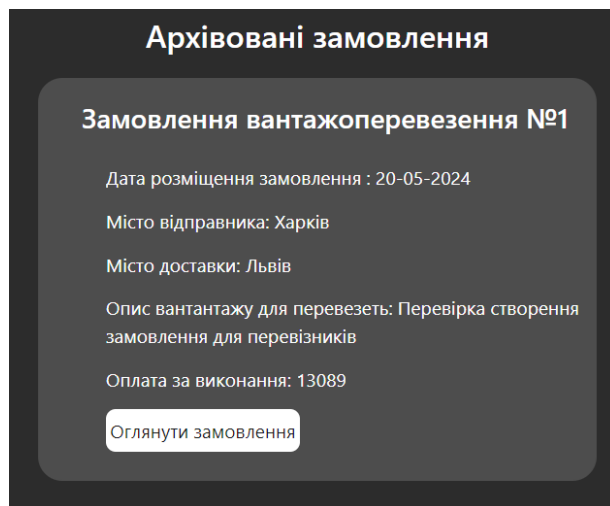 Архівовані замовлення
Замовлення вантажоперевезення №1
Дата розміщення замовлення : 20-05-2024
Місто відправника: Харків
Місто доставки: Львів
Опис вантантажу для перевезеть: Перевірка створення
замовлення для перевізників
Оплата за виконання: 13089
Оглянути замовлення